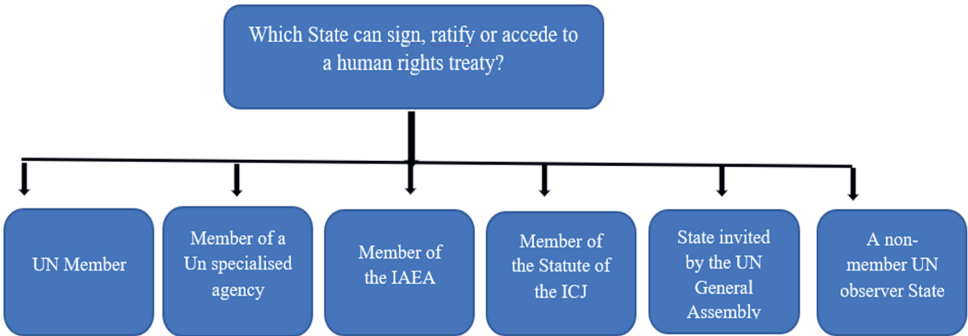 Which State can sign, ratify or accede to
a human rights treaty?
UN Member
Member of a
Un specialised
agency
Member of
the IAEA
Member of
the Statute of
the ICJ
State invited
by the UN
General
Assembly
A non-
member UN
observer State